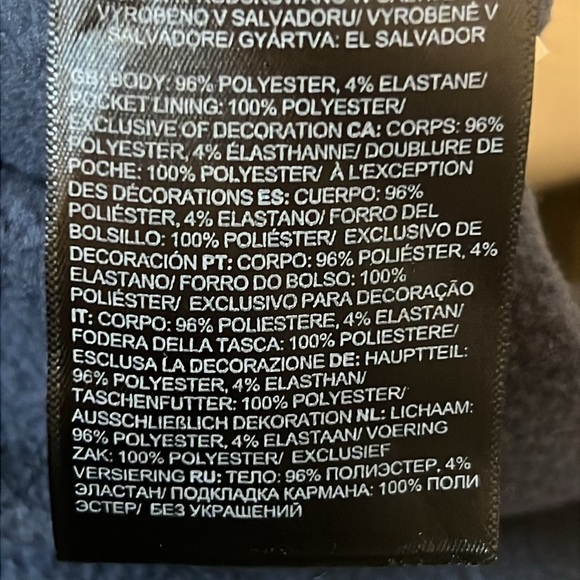 VYROBENO V SALVADORU/ VYROBENÉ V
SALVADORE/ GYÁRTVA: EL SALVADOR
GB: BODY: 96% POLYESTER, 4% ELASTANE/
POCKET LINING: 100% POLYESTER/
EXCLUSIVE OF DECORATION CA: CORPS: 96%
POLYESTER, 4% ÉLASTHANNE/ DOUBLURE DE
POCHE: 100% POLYESTER/ À L'EXCEPTION
DES DÉCORATIONS ES: CUERPO: 96%
POLIÉSTER, 4% ELASTANO/ FORRO DEL
BOLSILLO: 100% POLIÉSTER/ EXCLUSIVO DE
DECORACIÓN PT: CORPO: 96% POLIÉSTER, 4%
ELASTANO/ FORRO DO BOLSO: 100%
POLIÉSTER/ EXCLUSIVO PARA DECORAÇÃO
IT: CORPO: 96% POLIESTERE, 4% ELASTAN/
FODERA DELLA TASCA: 100% POLIESTERE/
ESCLUSA LA DECORAZIONE DE: HAUPTTEIL:
96% POLYESTER, 4% ELASTHAN/
TASCHENFUTTER: 100% POLYESTER/
AUSSCHLIEßLICH DEKORATION NL: LICHAAM:
96% POLYESTER, 4% ELASTAAN/ VOERING
ZAK: 100% POLYESTER/ EXCLUSIEF
VERSIERING RU: ТЕЛО: 96% ПОЛИЭСТЕР, 4%
ЭЛАСТАН/ ПОДКЛАДКА КАРМАНА: 100% ПОЛИ
ЭСТЕР/ БЕЗ УКРАШЕНИЙ